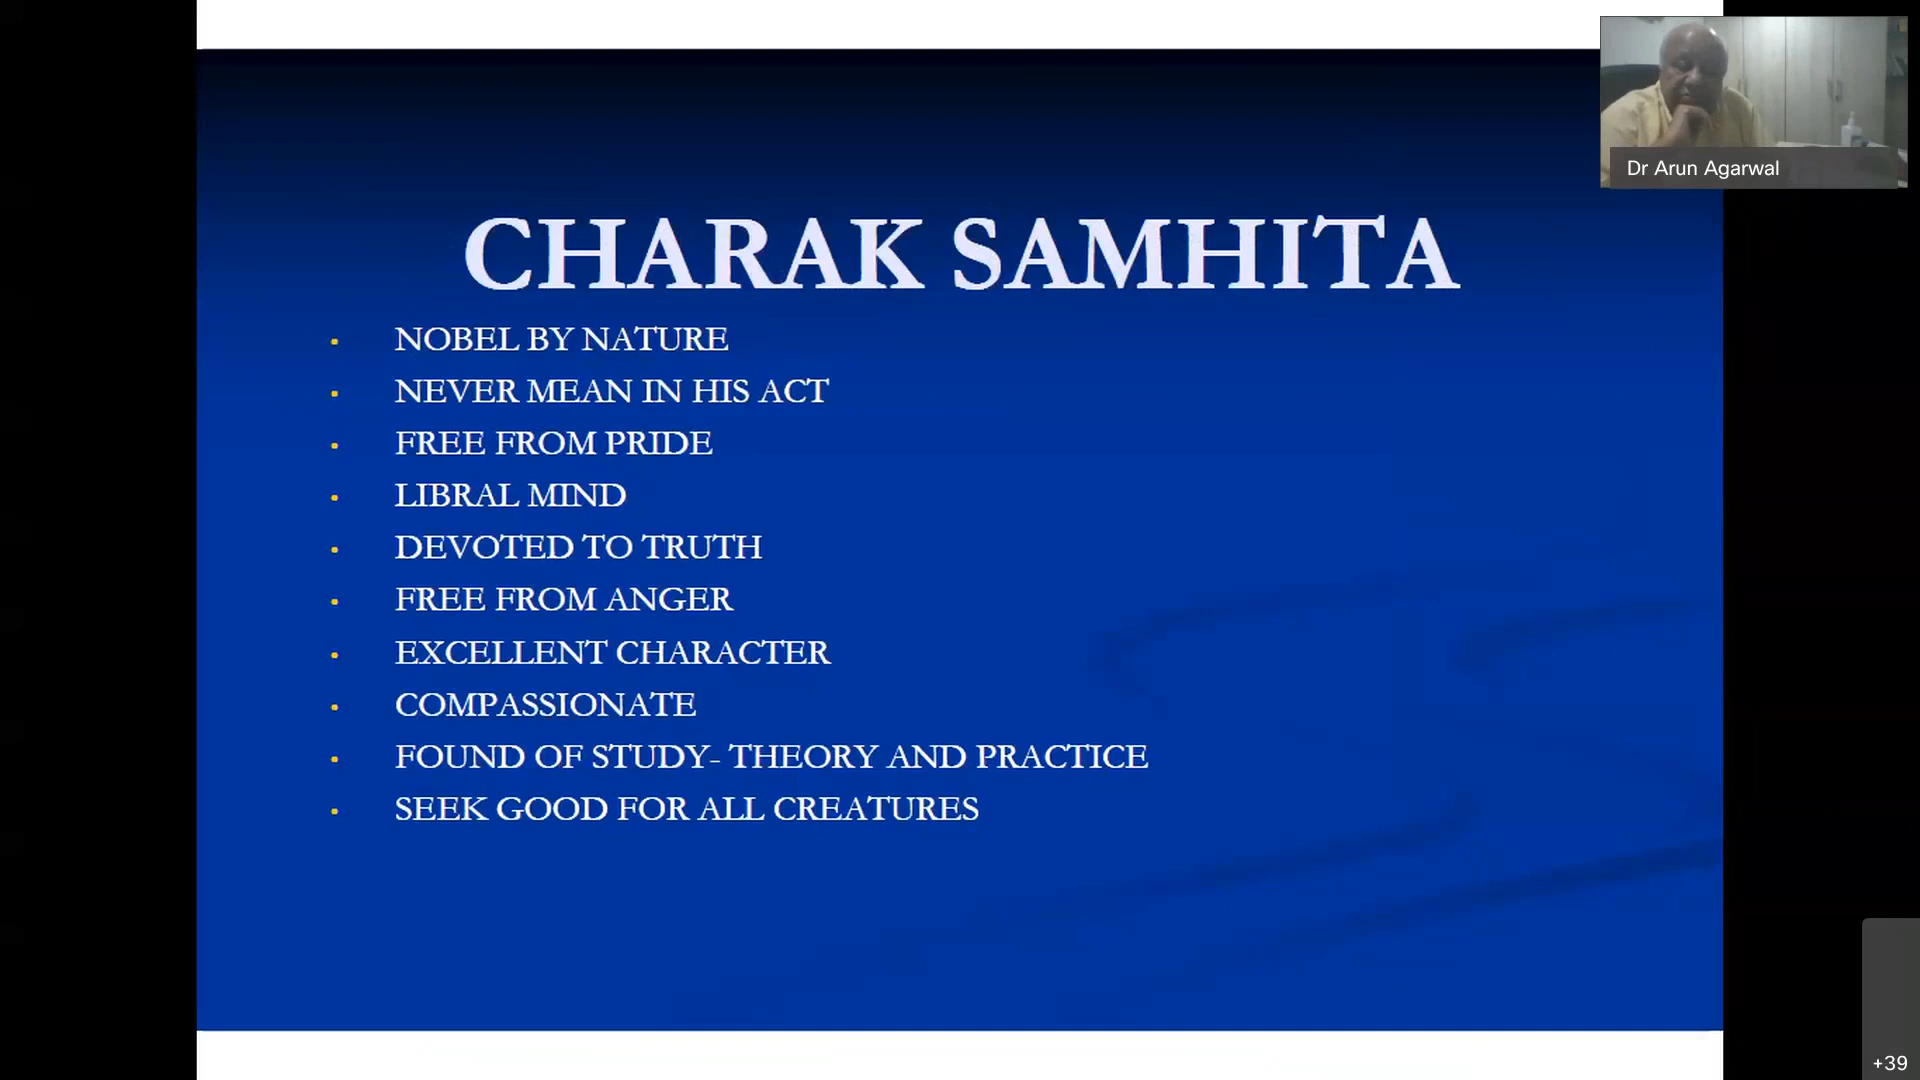 Dr Arun Agarwal
CHARAK SAMHITA
• NOBEL BY NATURE
• NEVER MEAN IN HIS ACT
• FREE FROM PRIDE
• LIBRAL MIND
• DEVOTED TO TRUTH
• FREE FROM ANGER
• EXCELLENT CHARACTER
• COMPASSIONATE
• FOUND OF STUDY- THEORY AND PRACTICE
• SEEK GOOD FOR ALL CREATURES
+39